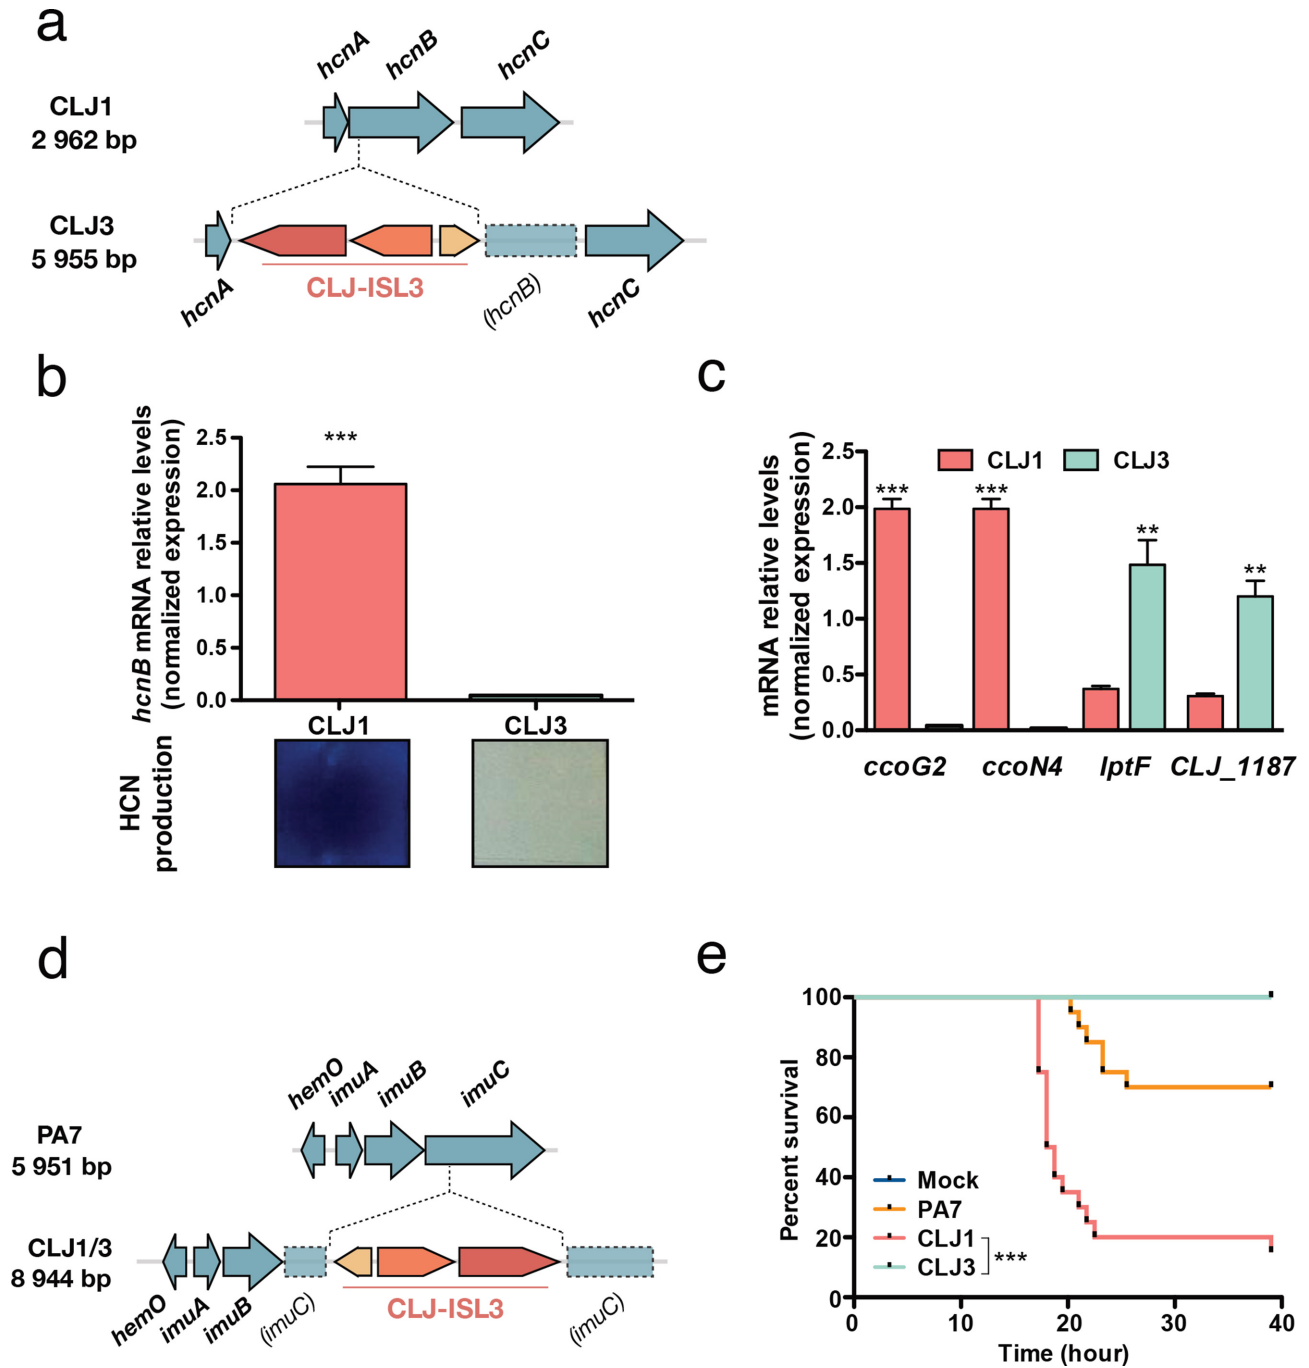 a
hcnA
hcnB
hcnC
CLJ1
2 962 bp
CLJ3
5 955 bp
hcnA
CLJ-ISL3
(hcnB)
hcnC
b
hcnB mRNA relative levels
(normalized expression)
2.5
2.0
1.5
1.0
0.5
0.0
***
CLJ1
CLJ3
HCN
production
c
mRNA relative levels
(normalized expression)
2.5
2.0
1.5
1.0
0.5
0.0
CLJ1
CLJ3
***
***
**
**
ccoG2
ccoN4
lptF
CLJ_1187
d
hemO
imuA
imuB
imuC
PA7
5 951 bp
CLJ1/3
8 944 bp
hemO
imuA
imuB
(imuC)
CLJ-ISL3
(imuC)
e
Percent survival
100
80
60
40
20
0
Mock
PA7
CLJ1
CLJ3
***
0
10
20
30
40
Time (hour)